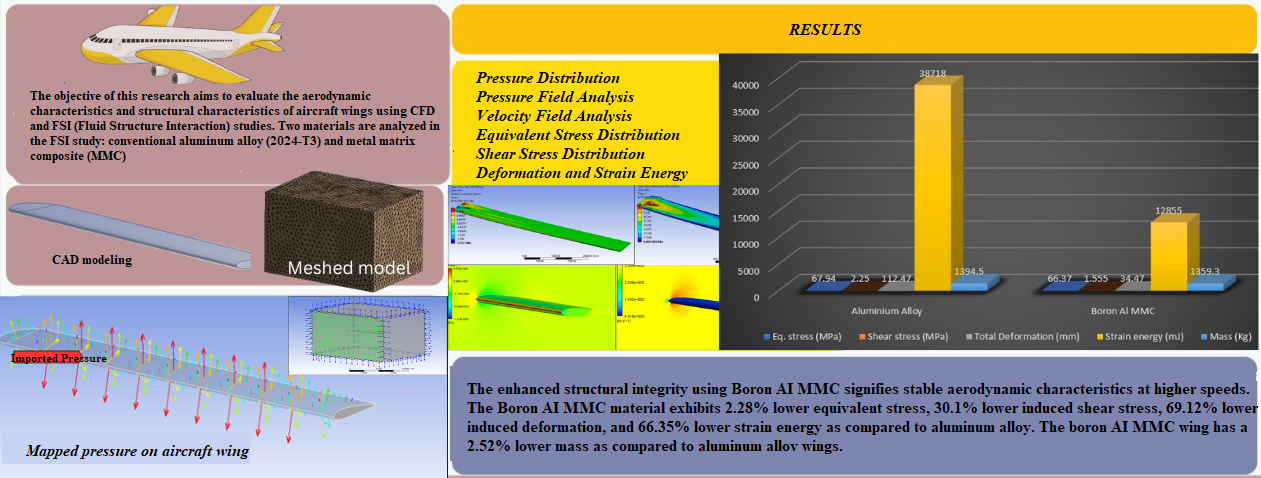 The objective of this research aims to evaluate the aerodynamic
characteristics and structural characteristics of aircraft wings using CFD
and FSI (Fluid Structure Interaction) studies. Two materials are analyzed in
the FSI study: conventional aluminum alloy (2024-T3) and metal matrix
composite (MMC)
CAD modeling
Meshed model
Imported Pressure
Mapped pressure on aircraft wing
RESULTS
Pressure Distribution
Pressure Field Analysis
Velocity Field Analysis
Equivalent Stress Distribution
Shear Stress Distribution
Deformation and Strain Energy
40000
35000
30000
25000
20000
15000
10000
5000
0
67.94 2.25 112.47 38718 1394.5
66.37 1.555 34.47 12855 1359.3
Aluminium Alloy Boron Al MMC
Eq. stress (MPa) Shear stress (MPa) Total Deformation (mm) Strain energy (mJ) Mass (Kg)
The enhanced structural integrity using Boron AI MMC signifies stable aerodynamic characteristics at higher speeds.
The Boron AI MMC material exhibits 2.28% lower equivalent stress, 30.1% lower induced shear stress, 69.12% lower
induced deformation, and 66.35% lower strain energy as compared to aluminum alloy. The boron AI MMC wing has a
2.52% lower mass as compared to aluminum alloy wings.